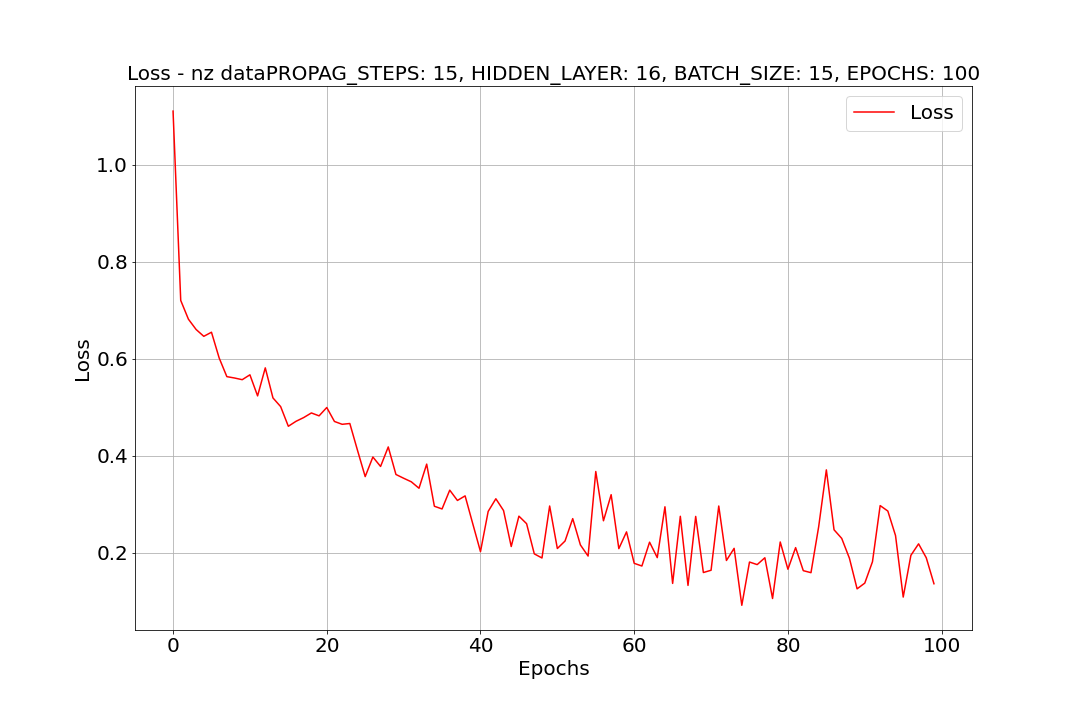 Loss - nz dataPROPAG_STEPS: 15, HIDDEN_LAYER: 16, BATCH_SIZE: 15, EPOCHS: 100
Loss
1.0
0.8
0.6
0.4
0.2
Loss
0 20 40 60 80 100
Epochs